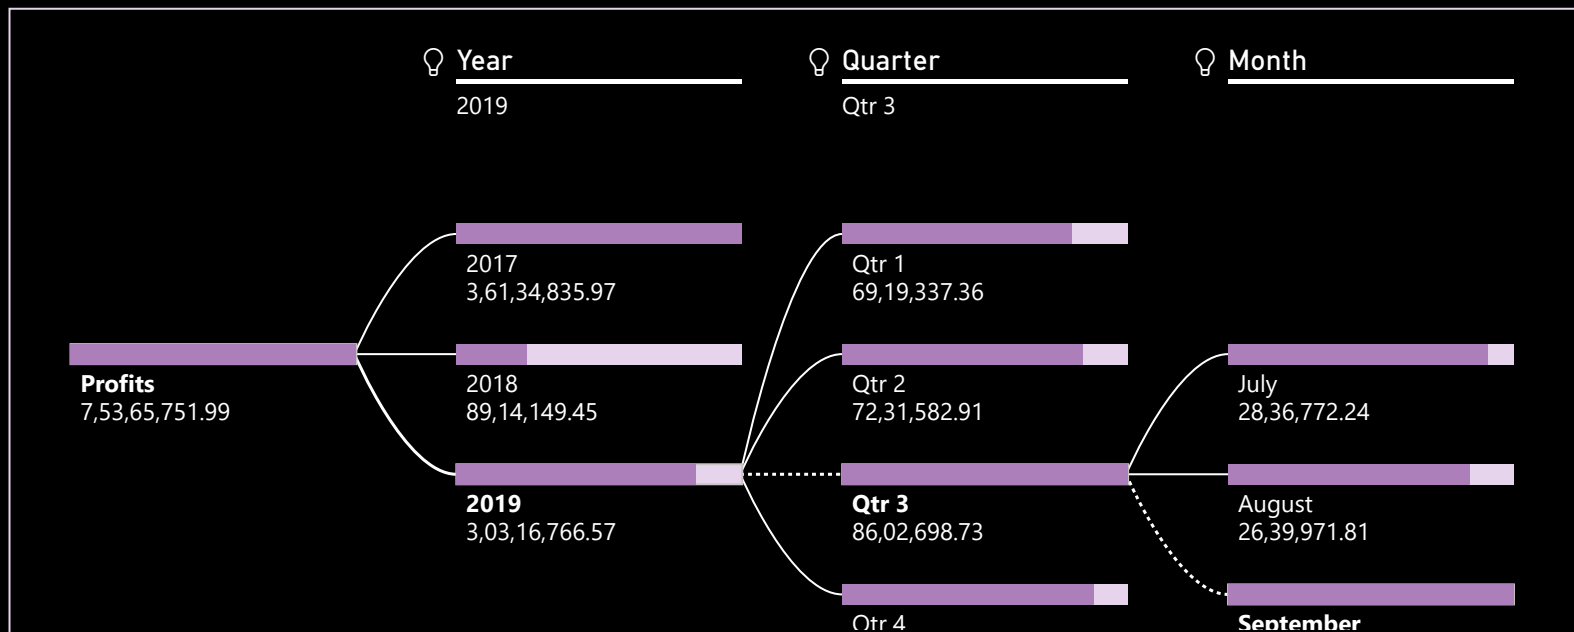 Year
2019
Quarter
Qtr 3
Month
Profits
7,53,65,751.99
2017
3,61,34,835.97
2018
89,14,149.45
2019
3,03,16,766.57
Qtr 1
69,19,337.36
Qtr 2
72,31,582.91
Qtr 3
86,02,698.73
Qtr 4
July
28,36,772.24
August
26,39,971.81
September